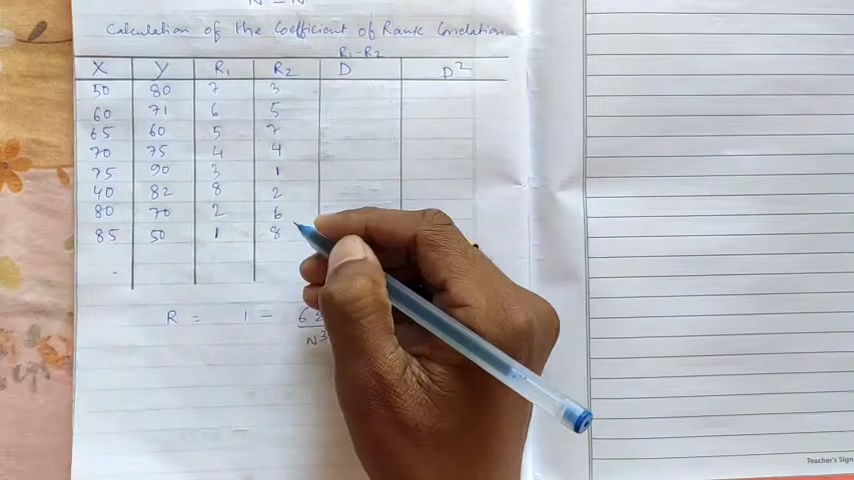 N³ - N
Calculation of the Coefficient of Rank Correlation
R₁-R₂
X Y R₁ R₂ D D²
50 80 7 3
60 71 6 5
65 60 5 7
70 75 4 4
75 90 3 1
40 82 8 2
80 70 2 6
85 50 1 8
R = 1 - 6Σ
N³
Teacher's Sign